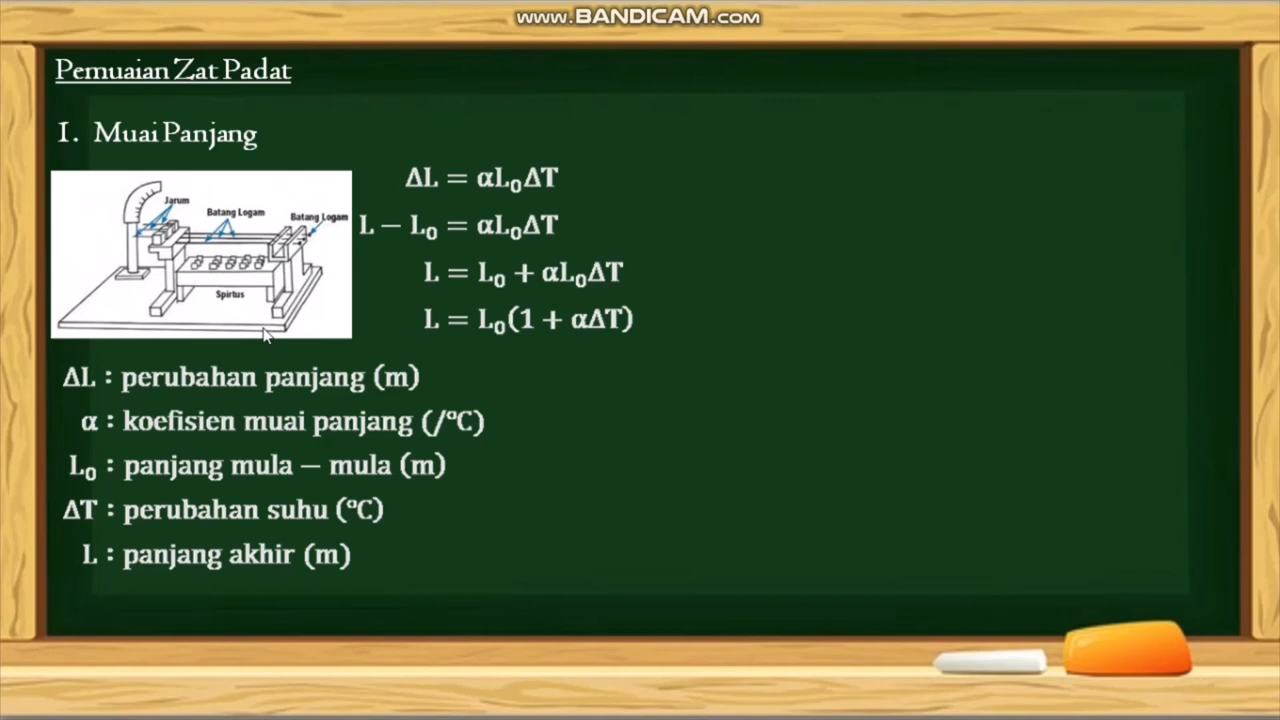 www.BANDICAM.com
Pemuaian Zat Padat
1. Muai Panjang
Jarum
Batang Logam
Batang Logam
Spirtus
ΔL = αL₀ΔT
L − L₀ = αL₀ΔT
L = L₀ + αL₀ΔT
L = L₀(1 + αΔT)
ΔL : perubahan panjang (m)
α : koefisien muai panjang (/°C)
L₀ : panjang mula − mula (m)
ΔT : perubahan suhu (°C)
L : panjang akhir (m)